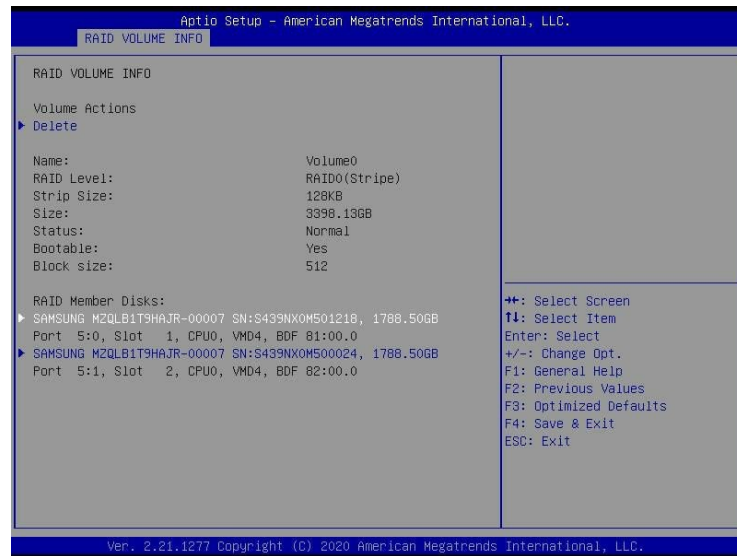 Aptio Setup – American Megatrends International, LLC.
RAID VOLUME INFO
RAID VOLUME INFO
Volume Actions
Delete
Name: Volume0
RAID Level: RAID0(Stripe)
Strip Size: 128KB
Size: 3398.13GB
Status: Normal
Bootable: Yes
Block size: 512
RAID Member Disks:
SAMSUNG MZQLB1T9HAJR-00007 SN:S439NX0M501218, 1788.50GB
Port 5:0, Slot 1, CPU0, VMD4, BDF 81:00.0
SAMSUNG MZQLB1T9HAJR-00007 SN:S439NX0M500024, 1788.50GB
Port 5:1, Slot 2, CPU0, VMD4, BDF 82:00.0
→←: Select Screen
↑↓: Select Item
Enter: Select
+/-: Change Opt.
F1: General Help
F2: Previous Values
F3: Optimized Defaults
F4: Save & Exit
ESC: Exit
Ver. 2.21.1277 Copyright (C) 2020 American Megatrends International, LLC.